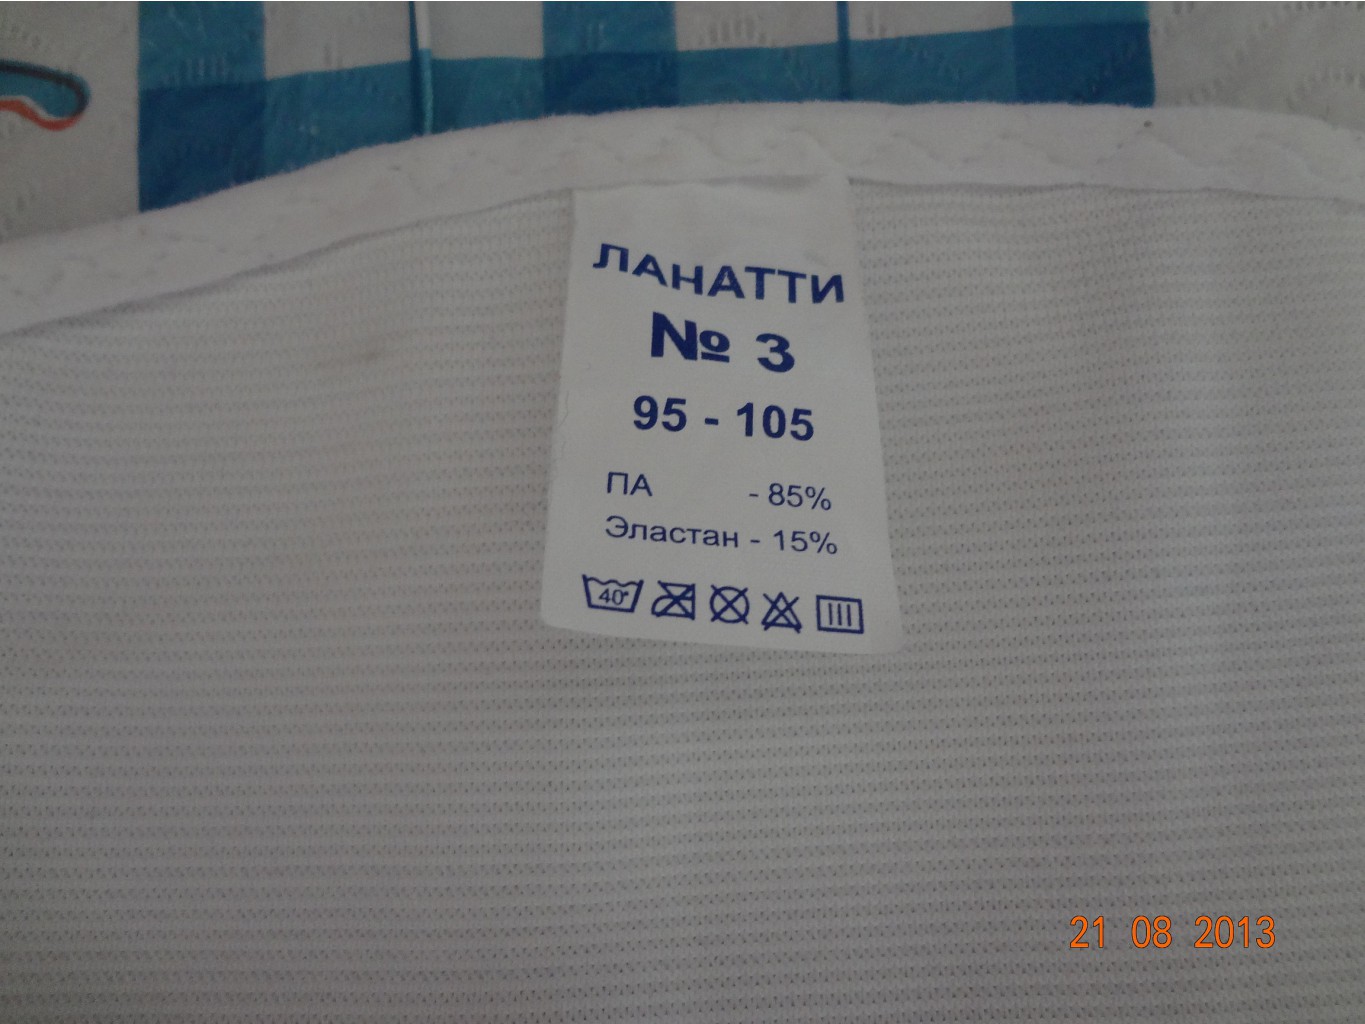 ЛАНАТТИ
№ 3
95 - 105
ПА - 85%
Эластан - 15%
40°
21 08 2013